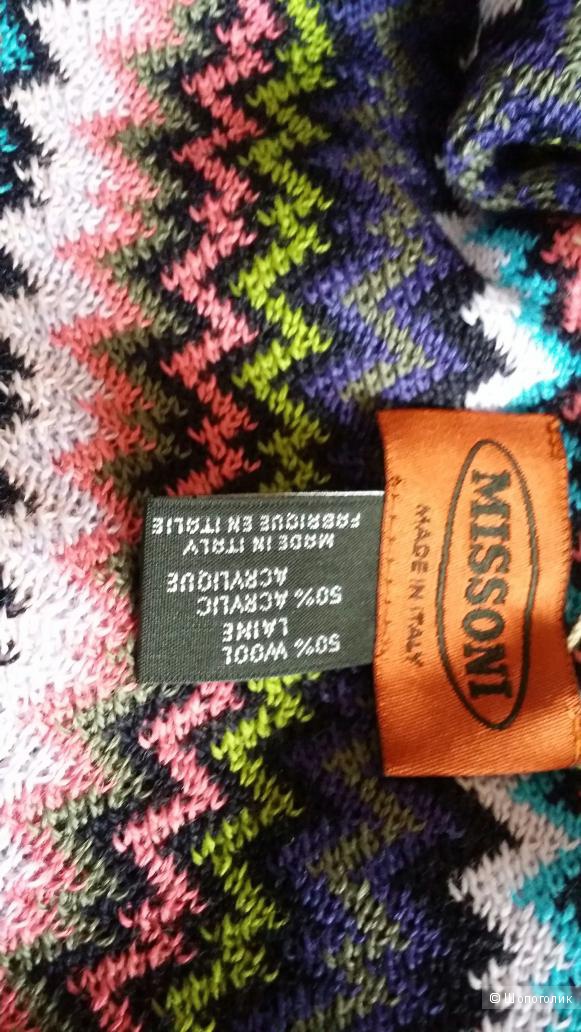 MISSONI
MADE IN ITALY
50% WOOL
LAINE
50% ACRYLIC
ACRYLIQUE
MADE IN ITALY
FABRIQUE EN ITALIE
© Шопоголик